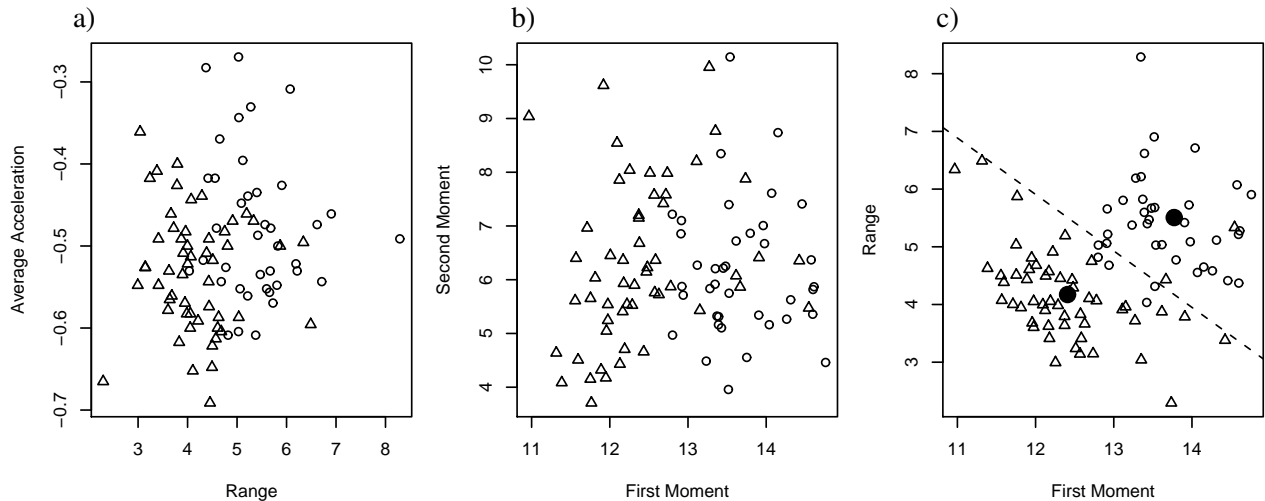 a)
Average Acceleration
−0.3
−0.4
−0.5
−0.6
−0.7
3 4 5 6 7 8
Range
b)
Second Moment
10
9
8
7
6
5
4
11 12 13 14
First Moment
c)
Range
8
7
6
5
4
3
11 12 13 14
First Moment